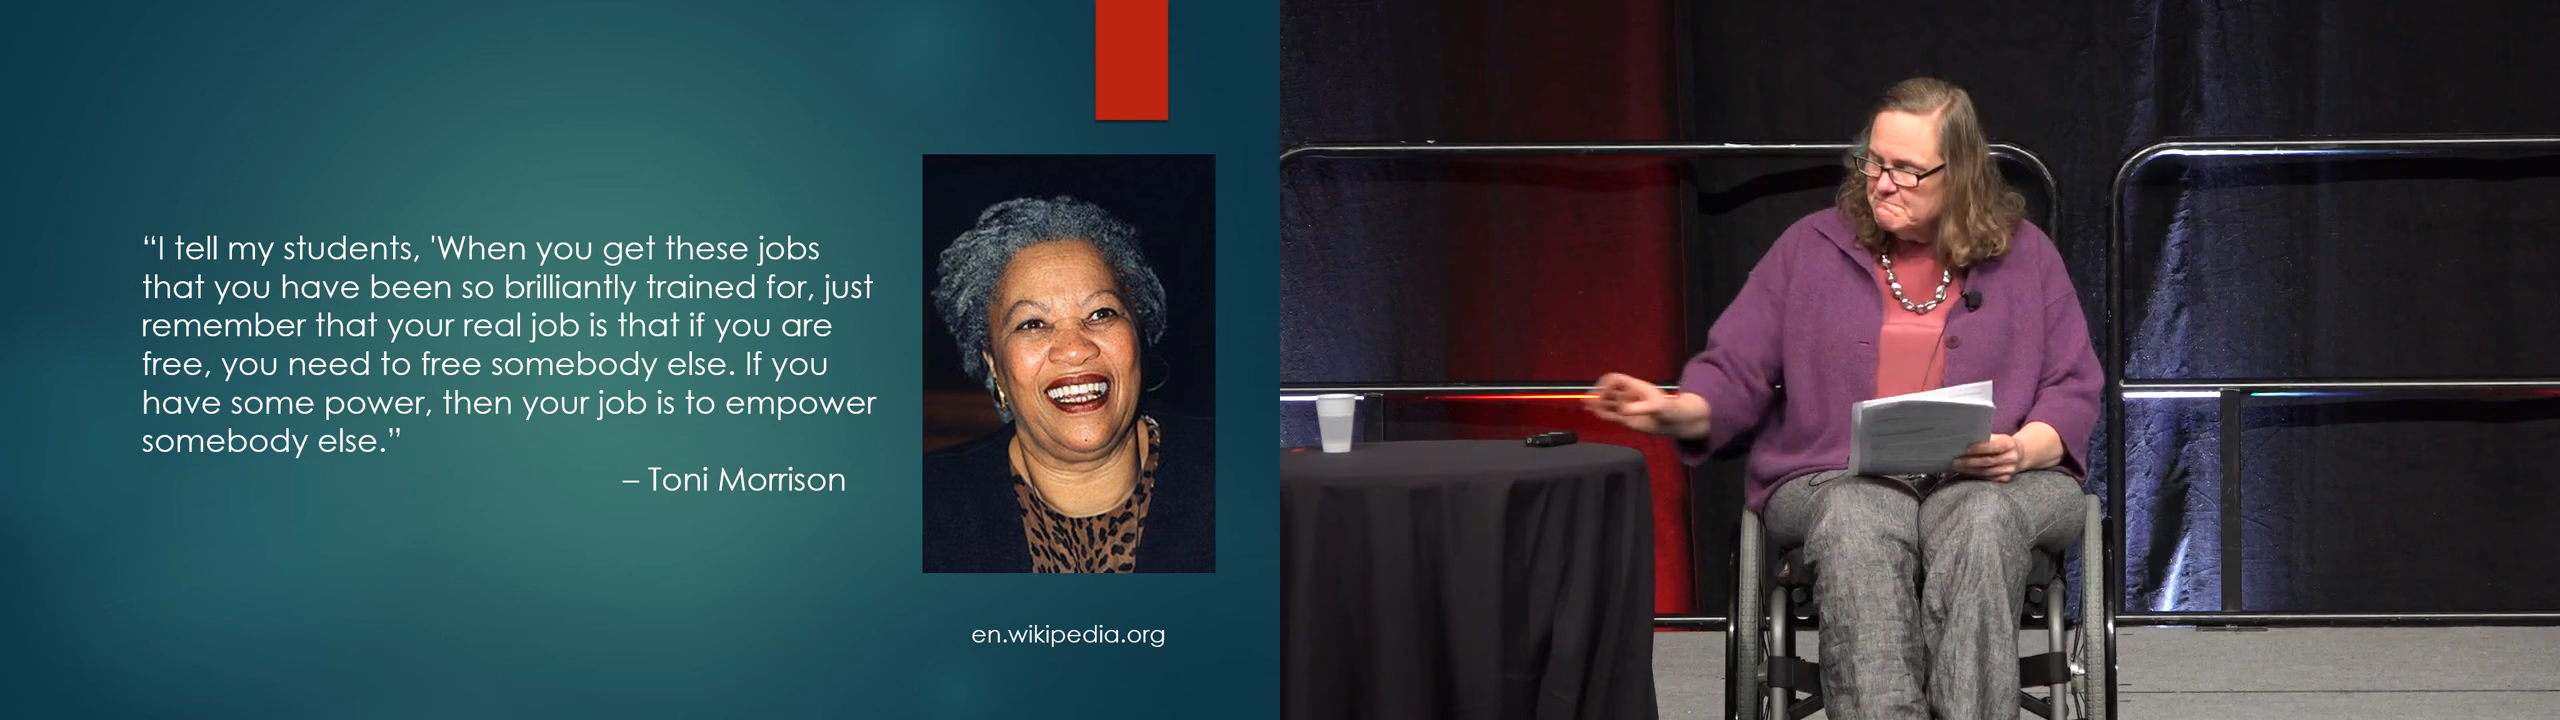 “I tell my students, 'When you get these jobs
that you have been so brilliantly trained for, just
remember that your real job is that if you are
free, you need to free somebody else. If you
have some power, then your job is to empower
somebody else.”
– Toni Morrison
en.wikipedia.org